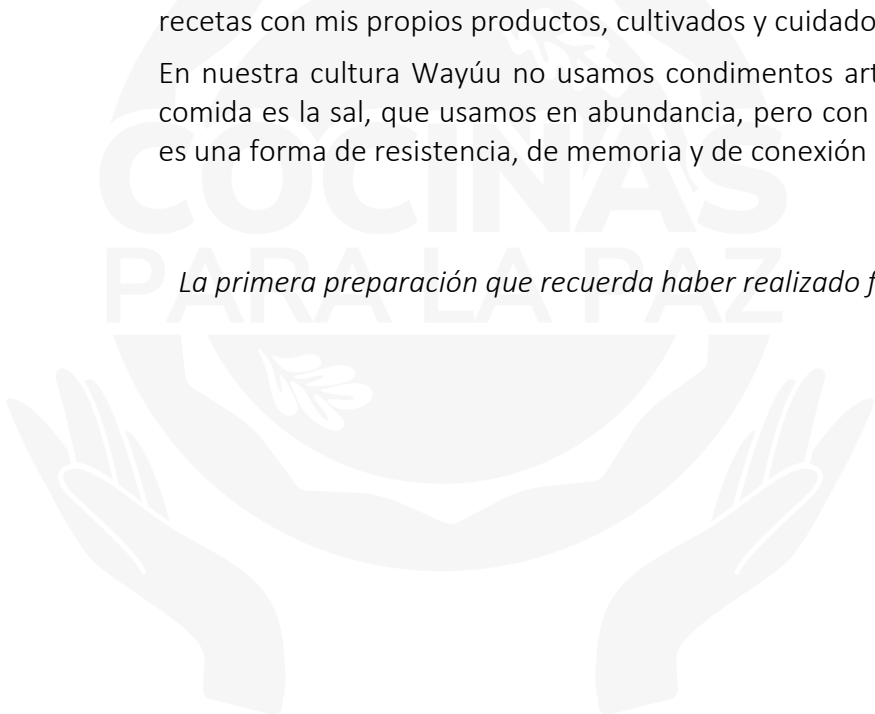 recetas con mis propios productos, cultivados y cuidado
En nuestra cultura Wayúu no usamos condimentos art
comida es la sal, que usamos en abundancia, pero con
es una forma de resistencia, de memoria y de conexión
COCINAS
PARA LA PAZ
La primera preparación que recuerda haber realizado f